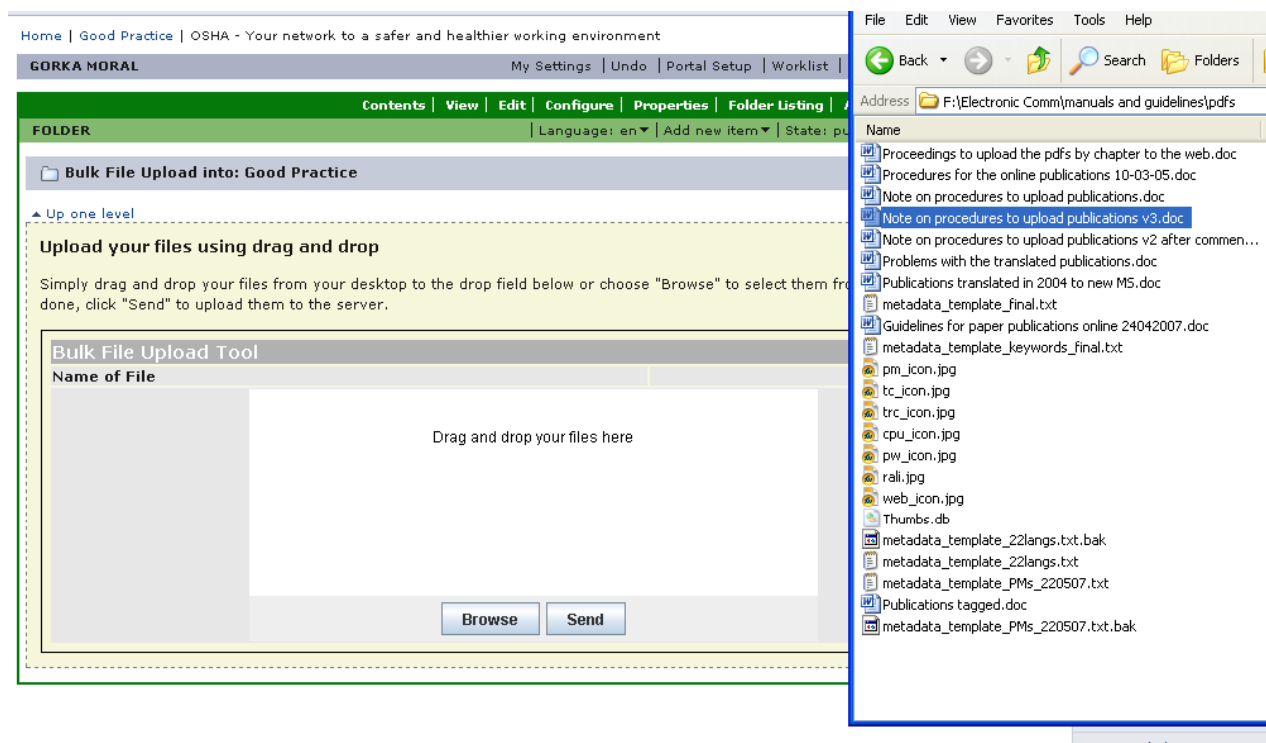 Home | Good Practice | OSHA - Your network to a safer and healthier working environment
GORKA MORAL
My Settings | Undo | Portal Setup | Worklist |
Contents | View | Edit | Configure | Properties | Folder Listing |
FOLDER
| Language: en | Add new item | State: pu
Bulk File Upload into: Good Practice
Up one level
Upload your files using drag and drop
Simply drag and drop your files from your desktop to the drop field below or choose "Browse" to select them fro
done, click "Send" to upload them to the server.
Bulk File Upload Tool
Name of File
Drag and drop your files here
Browse Send
File Edit View Favorites Tools Help
Back Search Folders
Address F:\Electronic Comm\manuals and guidelines\pdfs
Name
Proceedings to upload the pdfs by chapter to the web.doc
Procedures for the online publications 10-03-05.doc
Note on procedures to upload publications.doc
Note on procedures to upload publications v3.doc
Note on procedures to upload publications v2 after commen...
Problems with the translated publications.doc
Publications translated in 2004 to new MS.doc
metadata_template_final.txt
Guidelines for paper publications online 24042007.doc
metadata_template_keywords_final.txt
pm_icon.jpg
tc_icon.jpg
trc_icon.jpg
cpu_icon.jpg
pw_icon.jpg
rali.jpg
web_icon.jpg
Thumbs.db
metadata_template_22langs.txt.bak
metadata_template_22langs.txt
metadata_template_PMs_220507.txt
Publications tagged.doc
metadata_template_PMs_220507.txt.bak